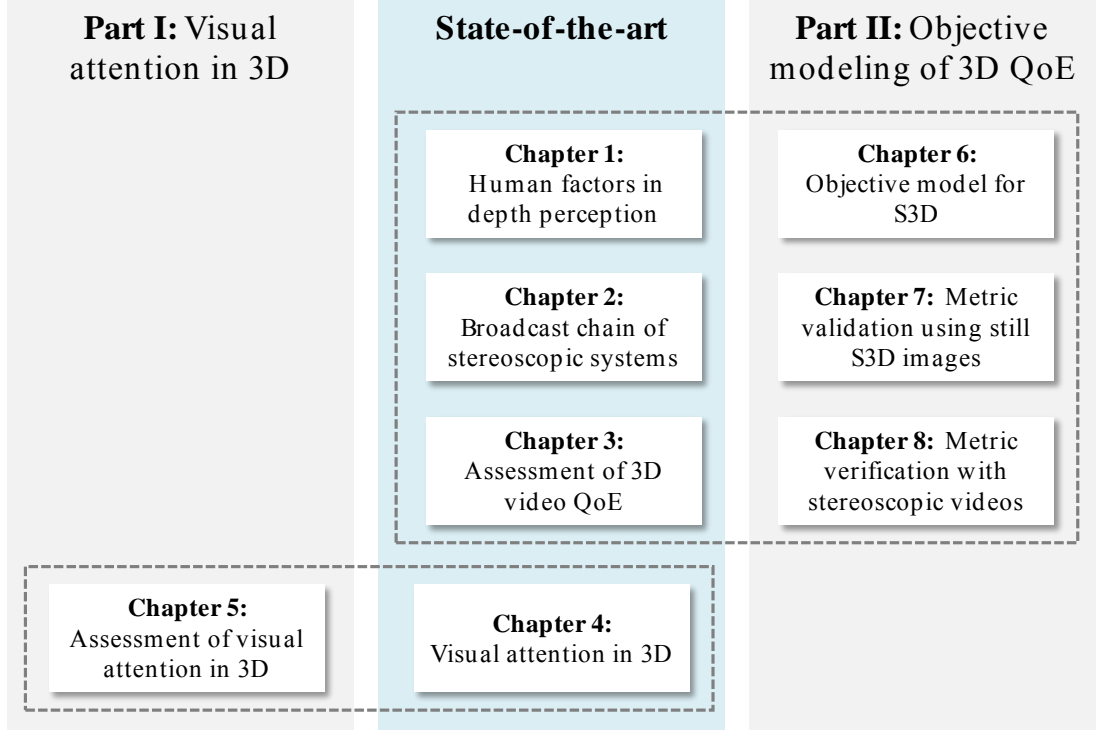 Part I: Visual
attention in 3D
State-of-the-art
Part II: Objective
modeling of 3D QoE
Chapter 1:
Human factors in
depth perception
Chapter 6:
Objective model for
S3D
Chapter 2:
Broadcast chain of
stereoscopic systems
Chapter 7: Metric
validation using still
S3D images
Chapter 3:
Assessment of 3D
video QoE
Chapter 8: Metric
verification with
stereoscopic videos
Chapter 5:
Assessment of visual
attention in 3D
Chapter 4:
Visual attention in 3D